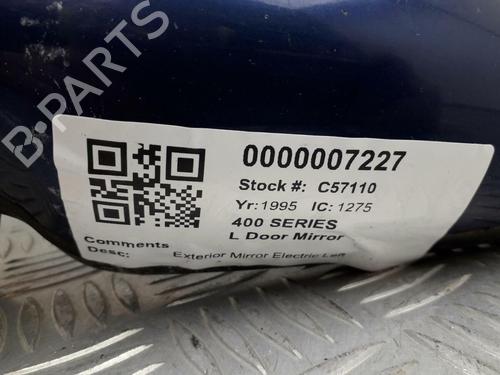 B-PARTS
0000007227
Stock #: C57110
Yr: 1995 IC: 1275
400 SERIES
L Door Mirror
Comments
Desc: Exterior Mirror Electric Left